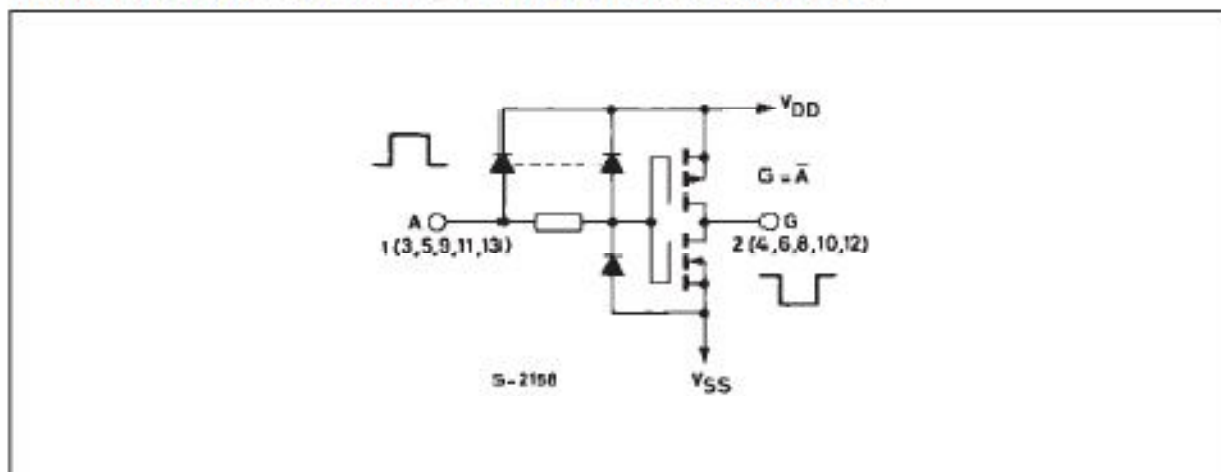 VDD
G = A̅
A
G
1 (3,5,9,11,13)
2 (4,6,8,10,12)
S-2158
VSS